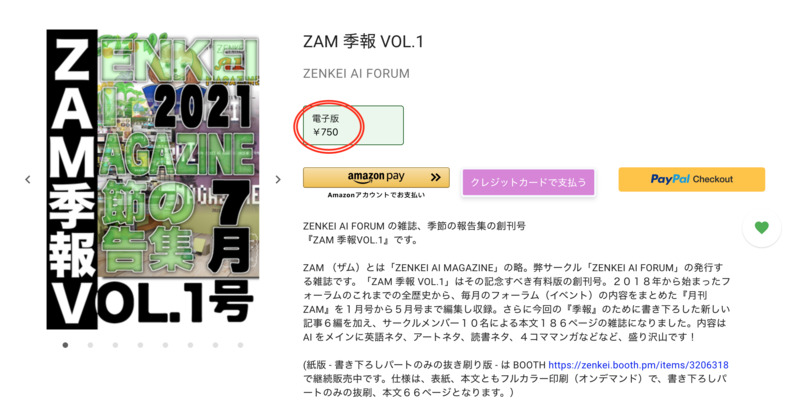 ZAM 季報 VOL.1
ZENKEI AI FORUM
電子版
￥750
ZAM季報V
OL.1号
ZENKEI
AI 2021
MAGAZINE
季節の
報告集
7月
amazon pay
Amazonアカウントでお支払い
クレジットカードで支払う
PayPal Checkout
ZENKEI AI FORUM の雑誌、季節の報告集の創刊号
『ZAM 季報VOL.1』です。
ZAM （ザム）とは「ZENKEI AI MAGAZINE」の略。弊サークル「ZENKEI AI FORUM」の発行す
る雑誌です。「ZAM 季報 VOL.1」はその記念すべき有料版の創刊号。２０１８年から始まったフ
ォーラムのこれまでの全歴史から、毎月のフォーラム（イベント）の内容をまとめた『月刊
ZAM』を１月号から５月号まで編集し収録。さらに今回の『季報』のために書き下ろした新しい
記事６編を加え、サークルメンバー１０名による本文１８６ページの雑誌になりました。内容は
AI をメインに英語ネタ、アートネタ、読書ネタ、４コママンガなどなど、盛り沢山です！
(紙版 - 書き下ろしパートのみの抜き刷り版 - は BOOTH https://zenkei.booth.pm/items/3206318
で継続販売中です。仕様は、表紙、本文ともフルカラー印刷（オンデマンド）で、書き下ろしパ
ートのみの抜刷、本文６６ページとなります。）